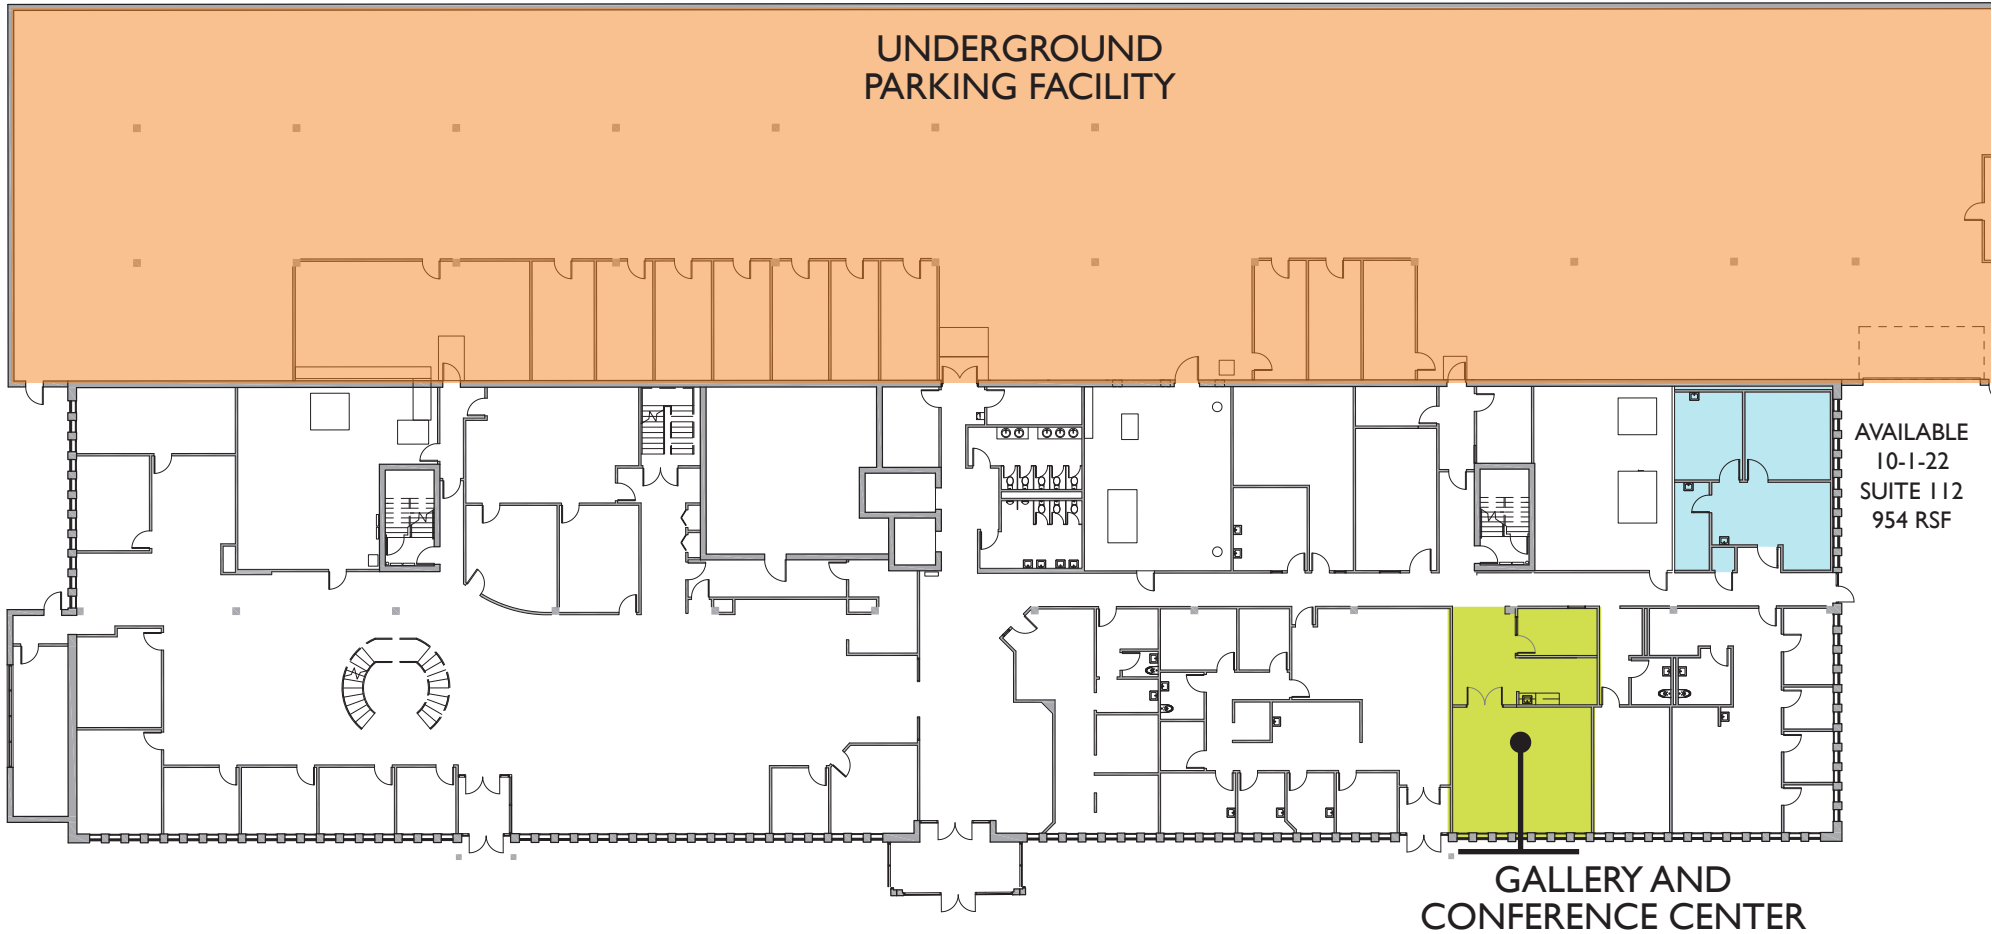 UNDERGROUND
PARKING FACILITY
AVAILABLE
10-1-22
SUITE 112
954 RSF
GALLERY AND
CONFERENCE CENTER